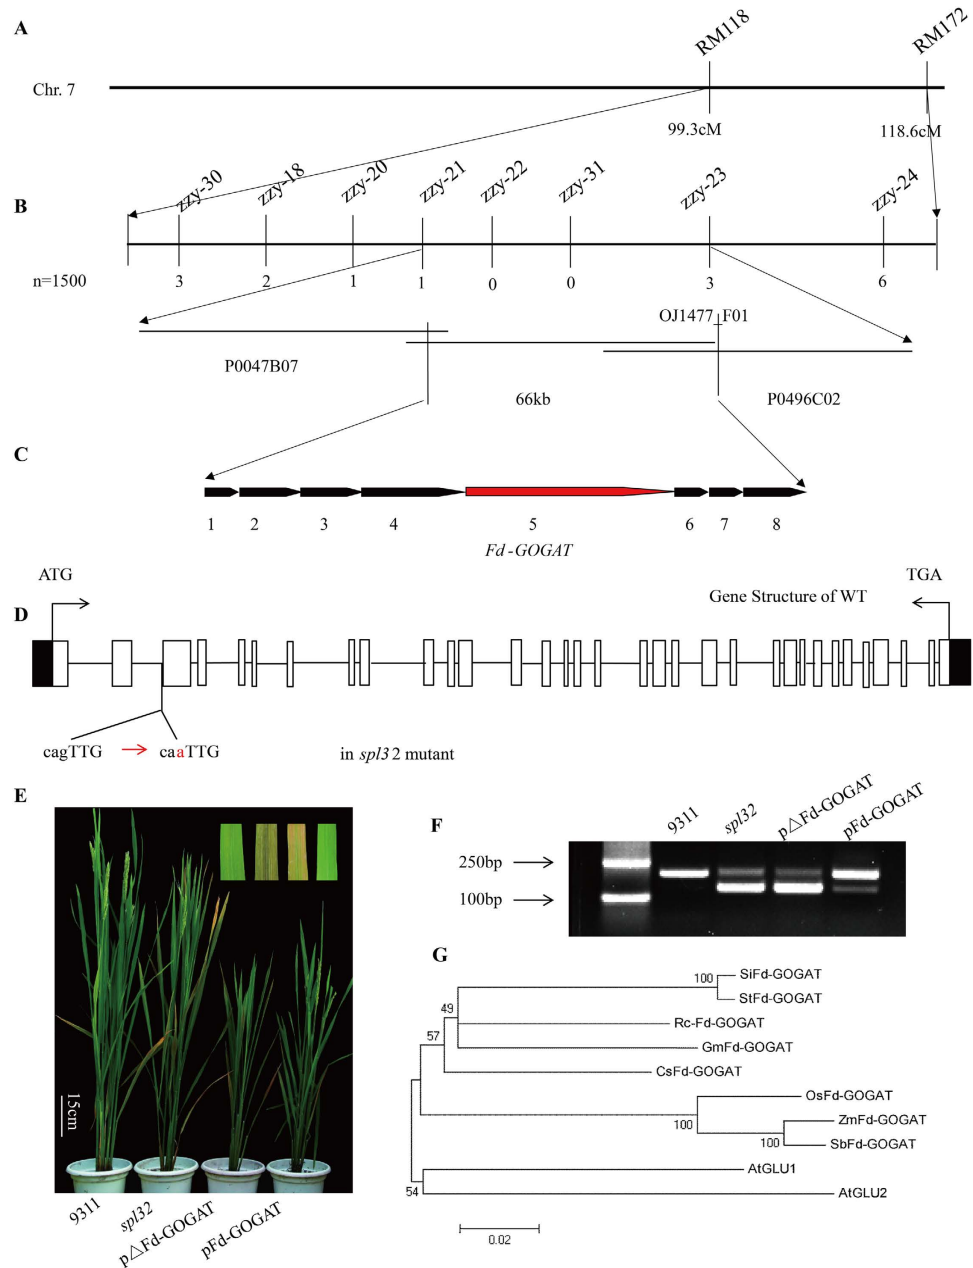 A
RM118
RM172
Chr. 7
99.3cM
118.6cM
B
zzy-30
zzy-18
zzy-20
zzy-21
zzy-22
zzy-31
zzy-23
zzy-24
n=1500
3
2
1
1
0
0
3
6
OJ1477_F01
P0047B07
66kb
P0496C02
C
1
2
3
4
5
6
7
8
Fd-GOGAT
ATG
TGA
Gene Structure of WT
D
cagTTG
caaTTG
in spl32 mutant
E
15cm
9311
spl32
p△Fd-GOGAT
pFd-GOGAT
F
9311
spl32
p△Fd-GOGAT
pFd-GOGAT
250bp
100bp
G
100
SiFd-GOGAT
StFd-GOGAT
49
Rc-Fd-GOGAT
57
GmFd-GOGAT
CsFd-GOGAT
OsFd-GOGAT
100
ZmFd-GOGAT
100
SbFd-GOGAT
AtGLU1
54
AtGLU2
0.02